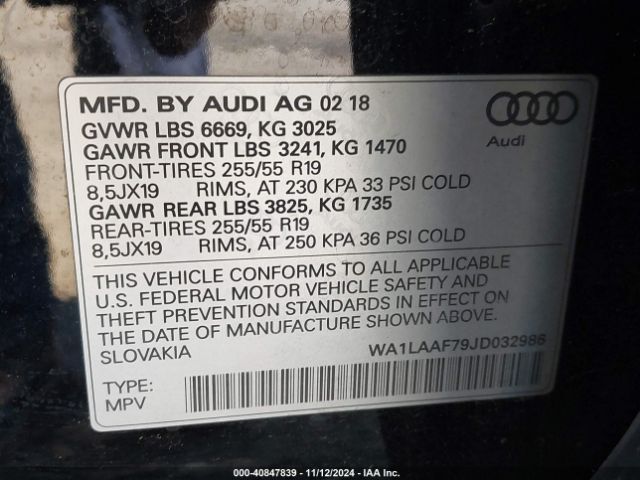 MFD. BY AUDI AG 02 18
GVWR LBS 6669, KG 3025
GAWR FRONT LBS 3241, KG 1470
FRONT-TIRES 255/55 R19
8,5JX19 RIMS, AT 230 KPA 33 PSI COLD
GAWR REAR LBS 3825, KG 1735
REAR-TIRES 255/55 R19
8,5JX19 RIMS, AT 250 KPA 36 PSI COLD
Audi
THIS VEHICLE CONFORMS TO ALL APPLICABLE
U.S. FEDERAL MOTOR VEHICLE SAFETY AND
THEFT PREVENTION STANDARDS IN EFFECT ON
THE DATE OF MANUFACTURE SHOWN ABOVE.
SLOVAKIA WA1LAAF79JD032986
TYPE:
MPV
000-40847839 - 11/12/2024 - IAA Inc.